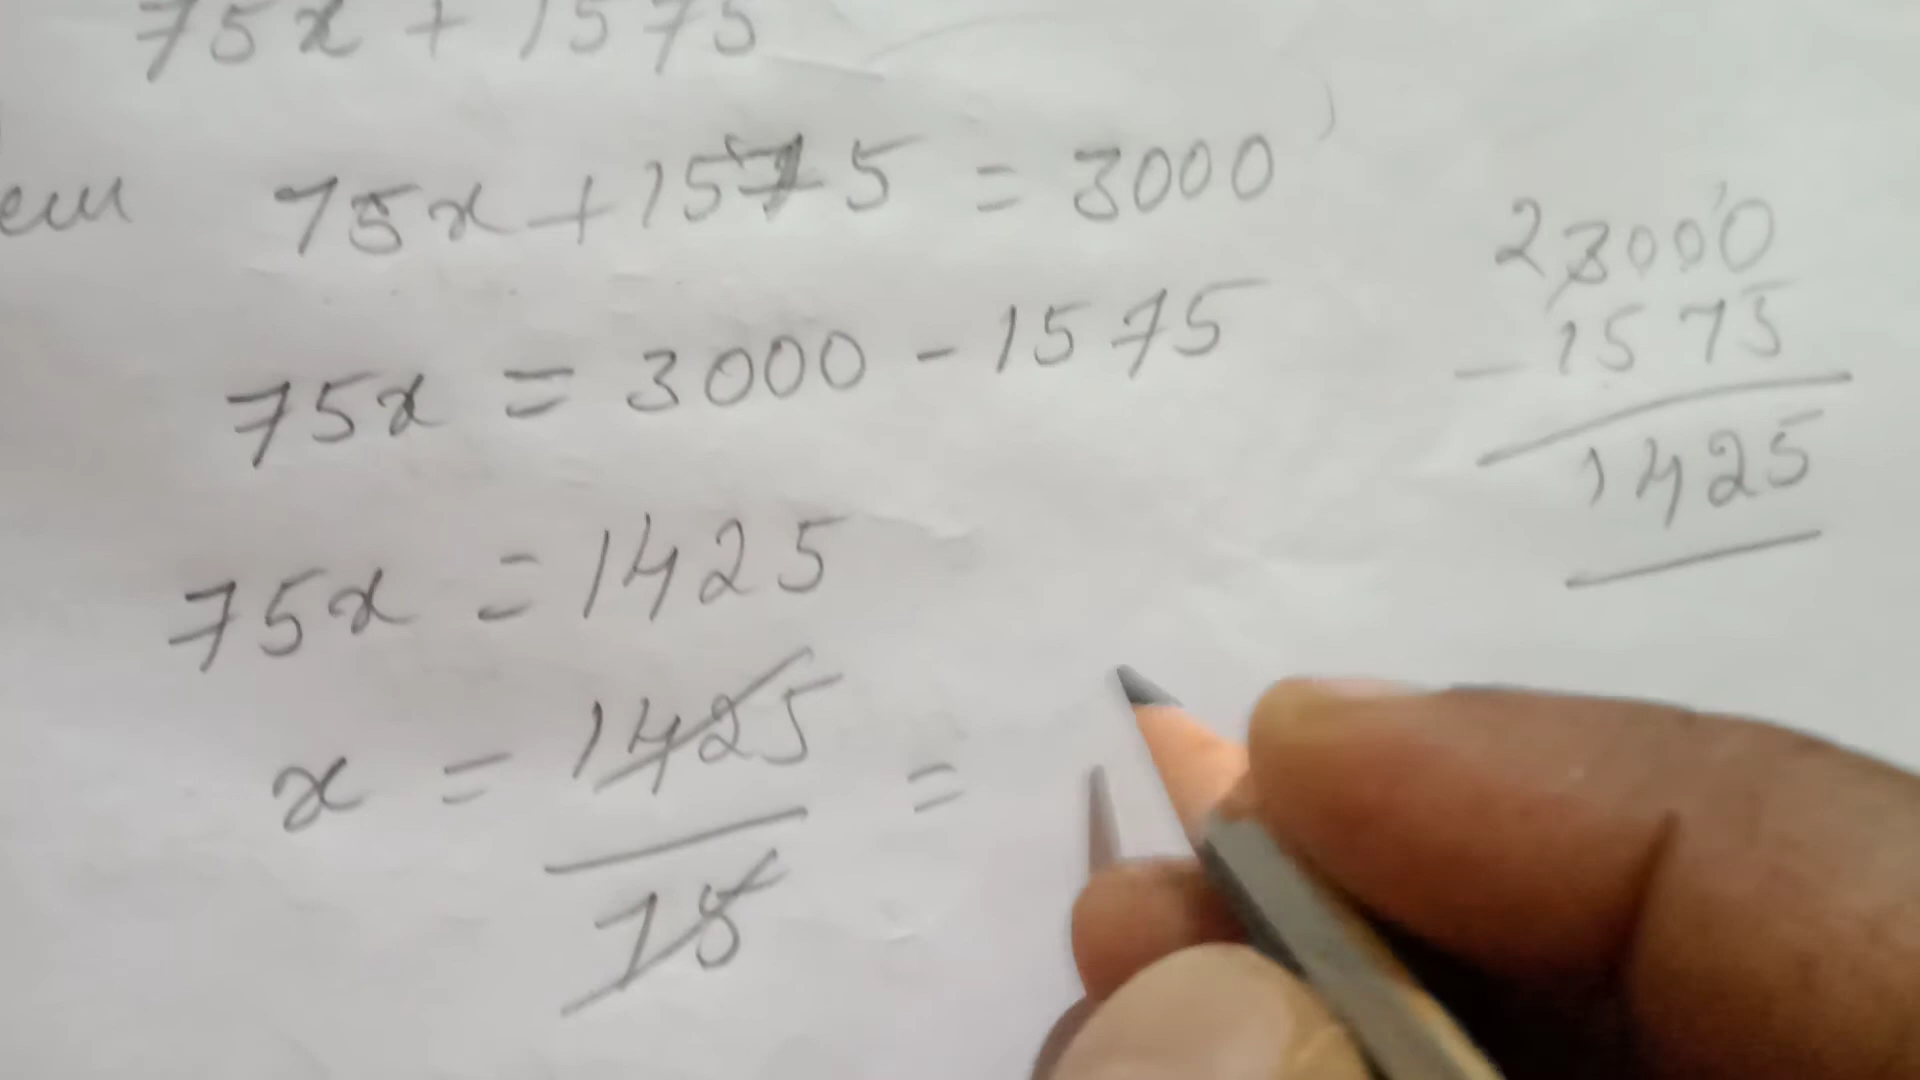 75x + 1575
75x + 1575 = 3000
75x = 3000 - 1575
75x = 1425
x = 1425/75 =
23000
- 1575
1425